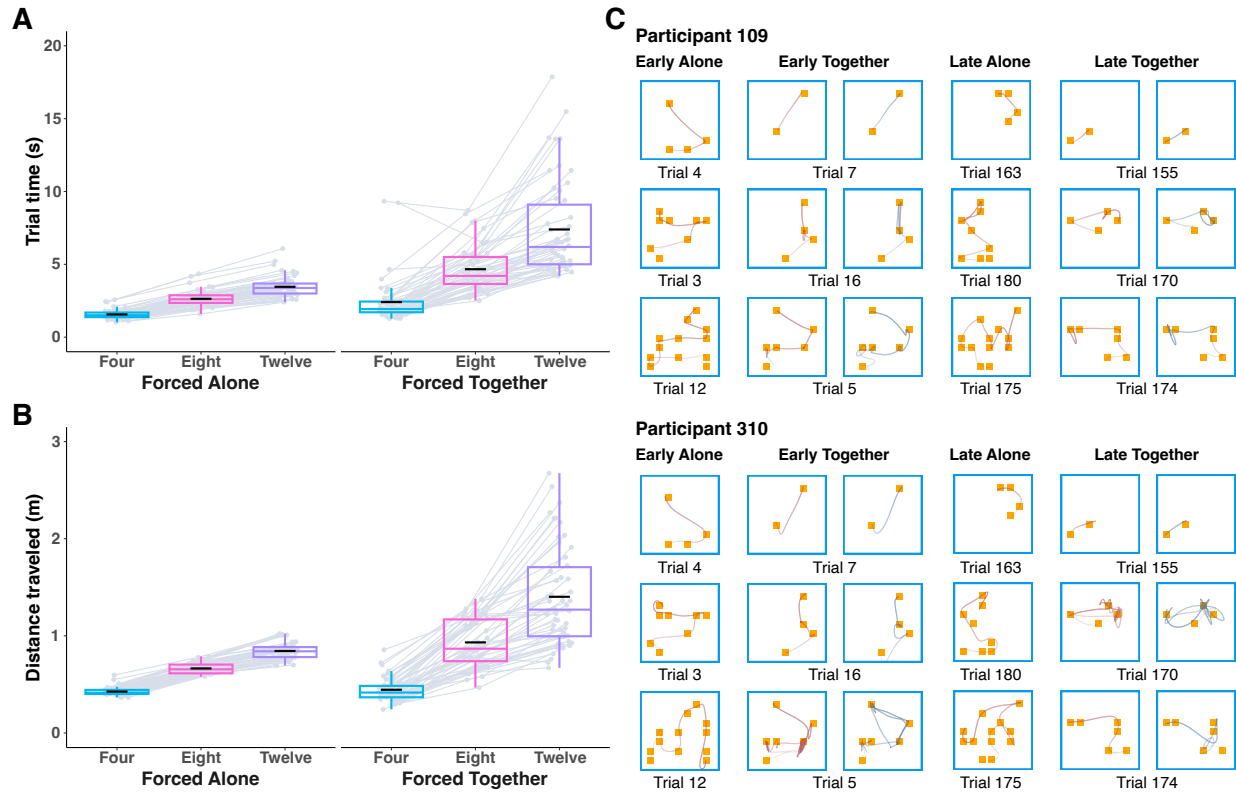 A
Trial time (s)
20
15
10
5
0
Four Eight Twelve Four Eight Twelve
Forced Alone Forced Together
B
Distance traveled (m)
3
2
1
0
Four Eight Twelve Four Eight Twelve
Forced Alone Forced Together
C
Participant 109
Early Alone Early Together Late Alone Late Together
Trial 4 Trial 7 Trial 163 Trial 155
Trial 3 Trial 16 Trial 180 Trial 170
Trial 12 Trial 5 Trial 175 Trial 174
Participant 310
Early Alone Early Together Late Alone Late Together
Trial 4 Trial 7 Trial 163 Trial 155
Trial 3 Trial 16 Trial 180 Trial 170
Trial 12 Trial 5 Trial 175 Trial 174